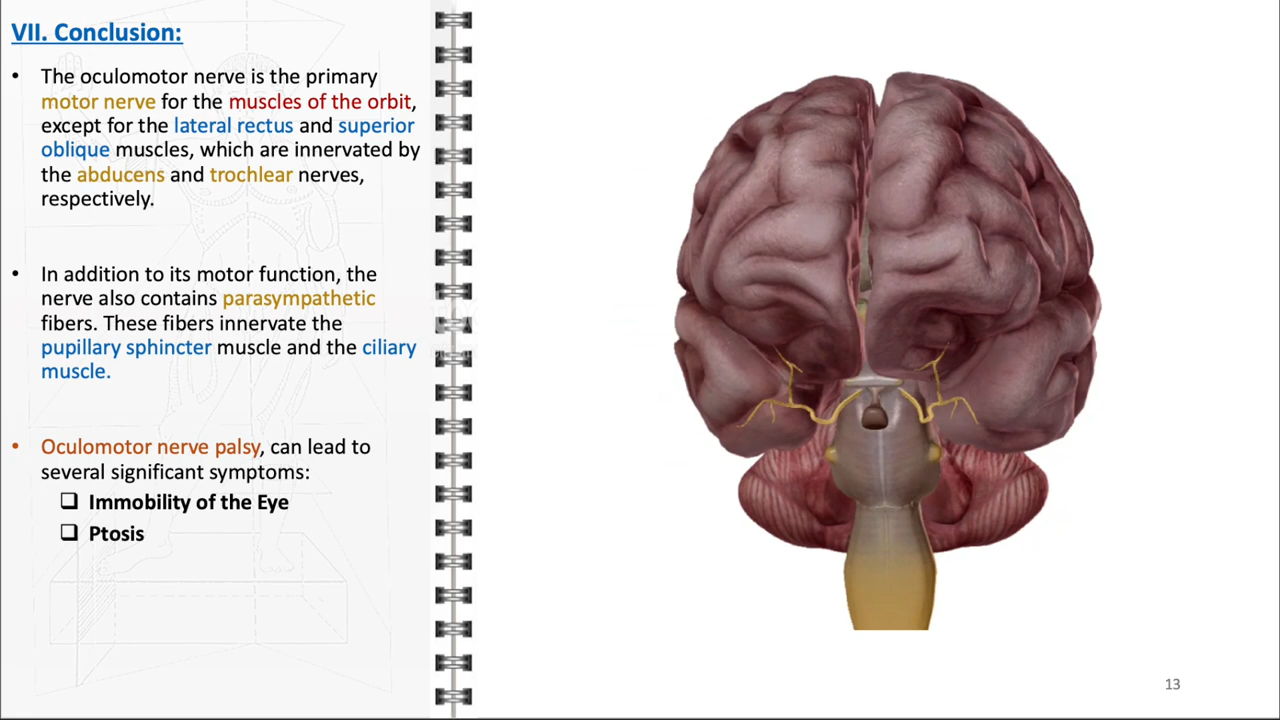 VII. Conclusion:
• The oculomotor nerve is the primary
motor nerve for the muscles of the orbit,
except for the lateral rectus and superior
oblique muscles, which are innervated by
the abducens and trochlear nerves,
respectively.
• In addition to its motor function, the
nerve also contains parasympathetic
fibers. These fibers innervate the
pupillary sphincter muscle and the ciliary
muscle.
• Oculomotor nerve palsy, can lead to
several significant symptoms:
❑ Immobility of the Eye
❑ Ptosis
13